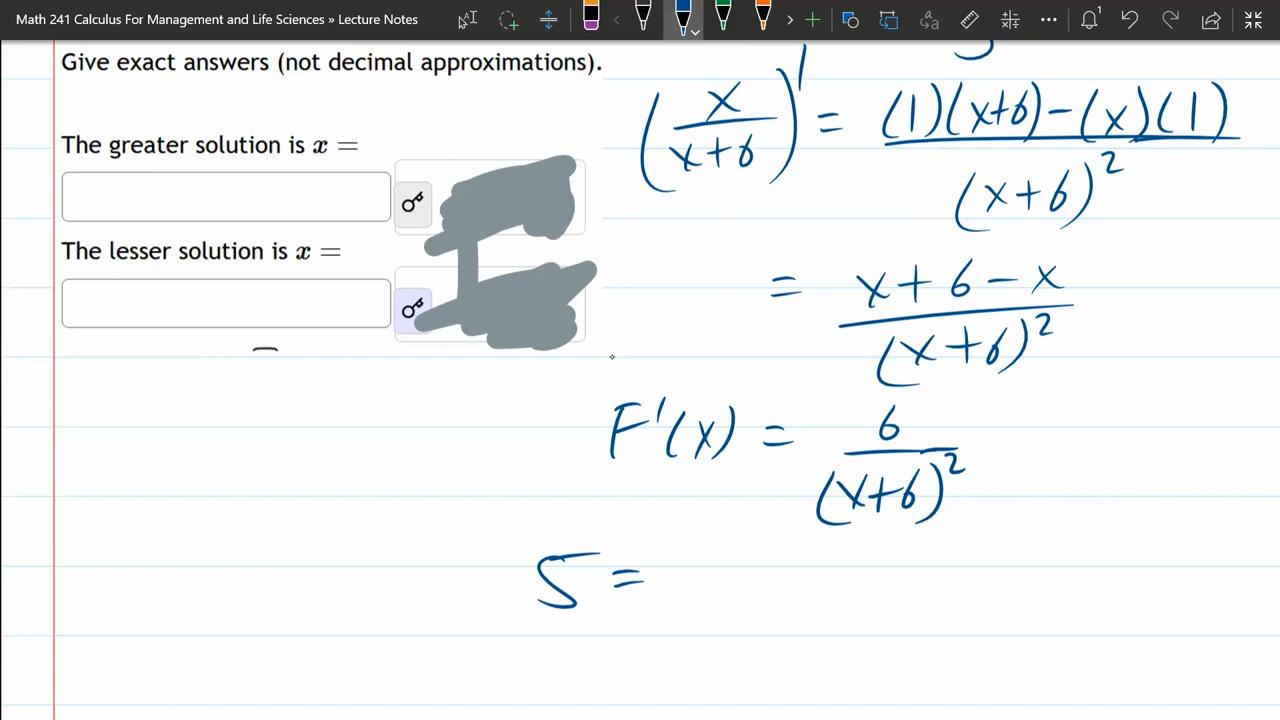 Math 241 Calculus For Management and Life Sciences » Lecture Notes
Give exact answers (not decimal approximations).
The greater solution is x =
The lesser solution is x =
(x/(x+6))' = ((1)(x+6) - (x)(1))/(x+6)²
= (x+6-x)/(x+6)²
F'(x) = 6/(x+6)²
5 =